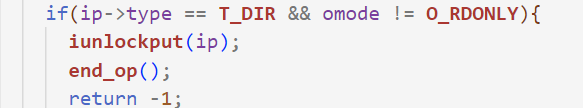 if(ip->type == T_DIR && omode != O_RDONLY){
iunlockput(ip);
end_op();
return -1;